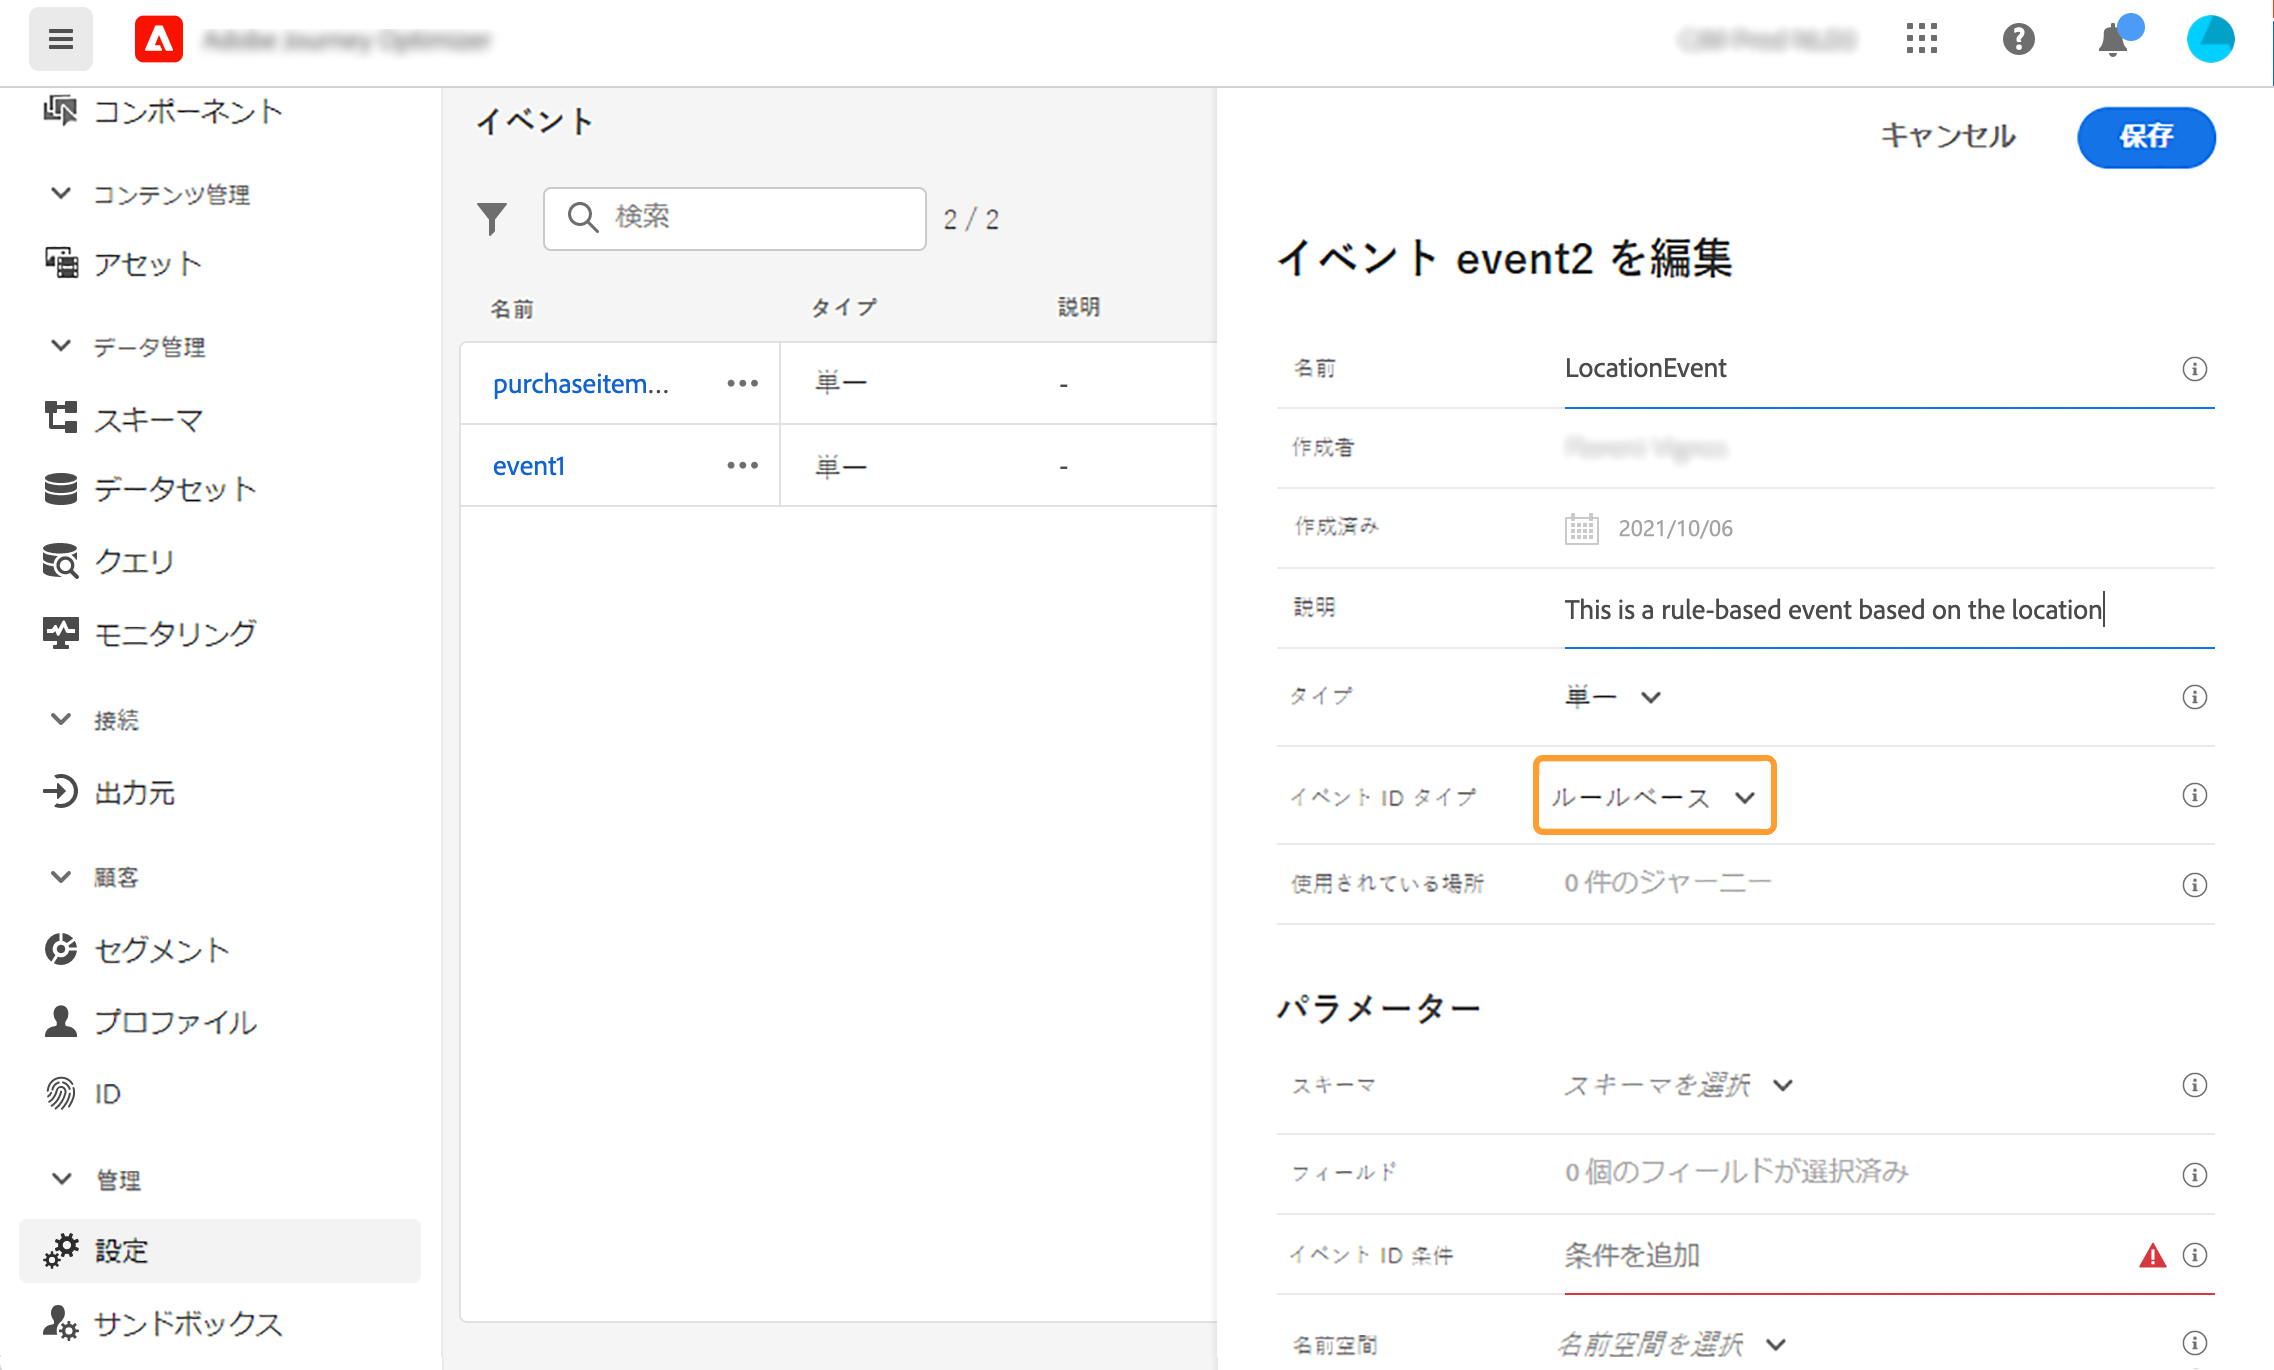 コンポーネント
コンテンツ管理
アセット
データ管理
スキーマ
データセット
クエリ
モニタリング
接続
出力元
顧客
セグメント
プロファイル
ID
管理
設定
サンドボックス
イベント
検索
2 / 2
名前 タイプ 説明
purchaseitem... 単一 -
event1 単一 -
キャンセル
保存
イベント event2 を編集
名前 LocationEvent
作成者
作成済み 2021/10/06
説明 This is a rule-based event based on the location
タイプ 単一
イベント ID タイプ ルールベース
使用されている場所 0 件のジャーニー
パラメーター
スキーマ スキーマを選択
フィールド 0 個のフィールドが選択済み
イベント ID 条件 条件を追加
名前空間 名前空間を選択